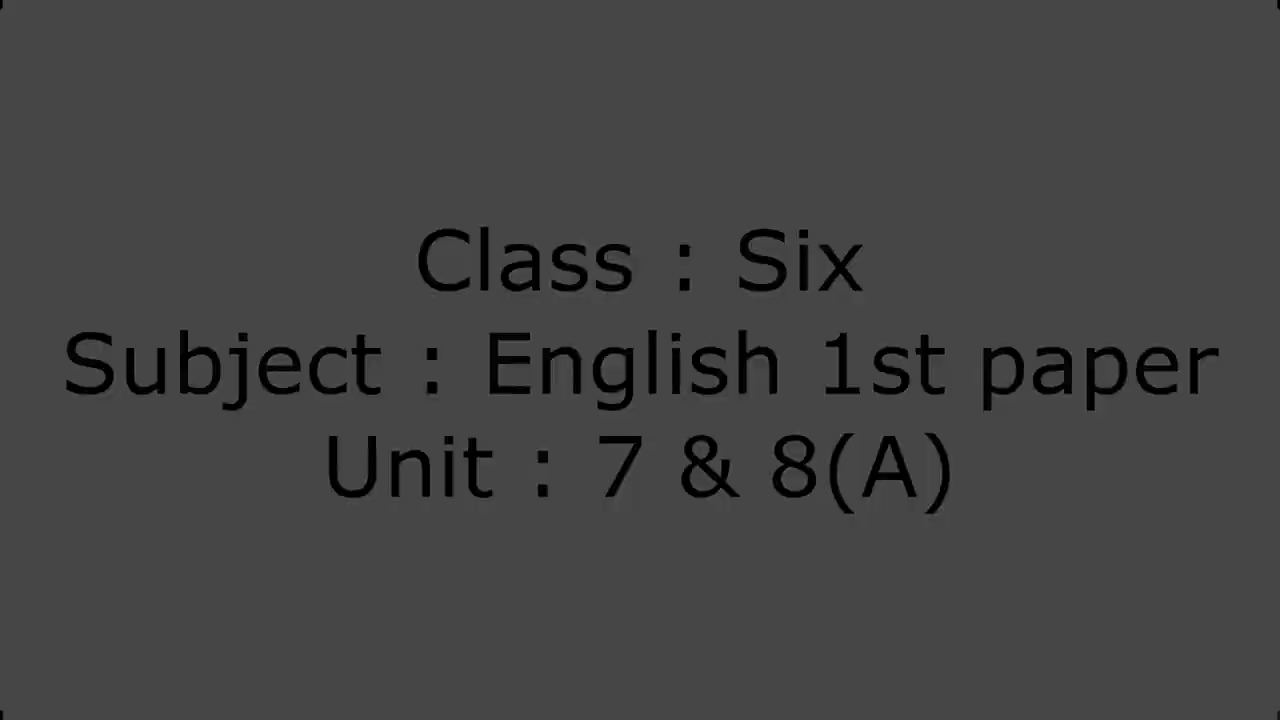 Class : Six
Subject : English 1st paper
Unit : 7 & 8(A)